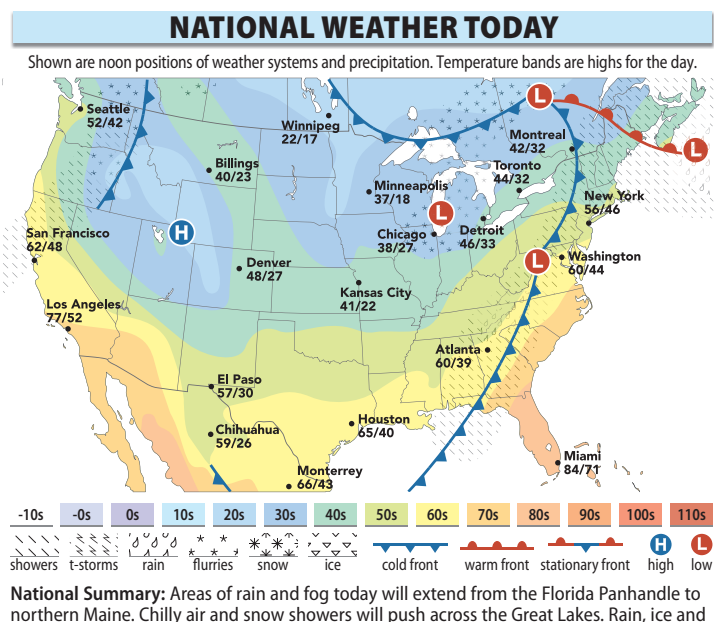 NATIONAL WEATHER TODAY
Shown are noon positions of weather systems and precipitation. Temperature bands are highs for the day.
Seattle
52/42
Winnipeg
22/17
Montreal
42/32
Billings
40/23
Toronto
44/32
Minneapolis
37/18
New York
56/46
San Francisco
62/48
Chicago
38/27
Detroit
46/33
Denver
48/27
Washington
60/44
Kansas City
41/22
Los Angeles
77/52
Atlanta
60/39
El Paso
57/30
Houston
65/40
Chihuahua
59/26
Monterrey
66/43
Miami
84/71
L
L
L
L
H
-10s -0s 0s 10s 20s 30s 40s 50s 60s 70s 80s 90s 100s 110s
H L
showers t-storms rain flurries snow ice cold front warm front stationary front high low
National Summary: Areas of rain and fog today will extend from the Florida Panhandle to
northern Maine. Chilly air and snow showers will push across the Great Lakes. Rain, ice and